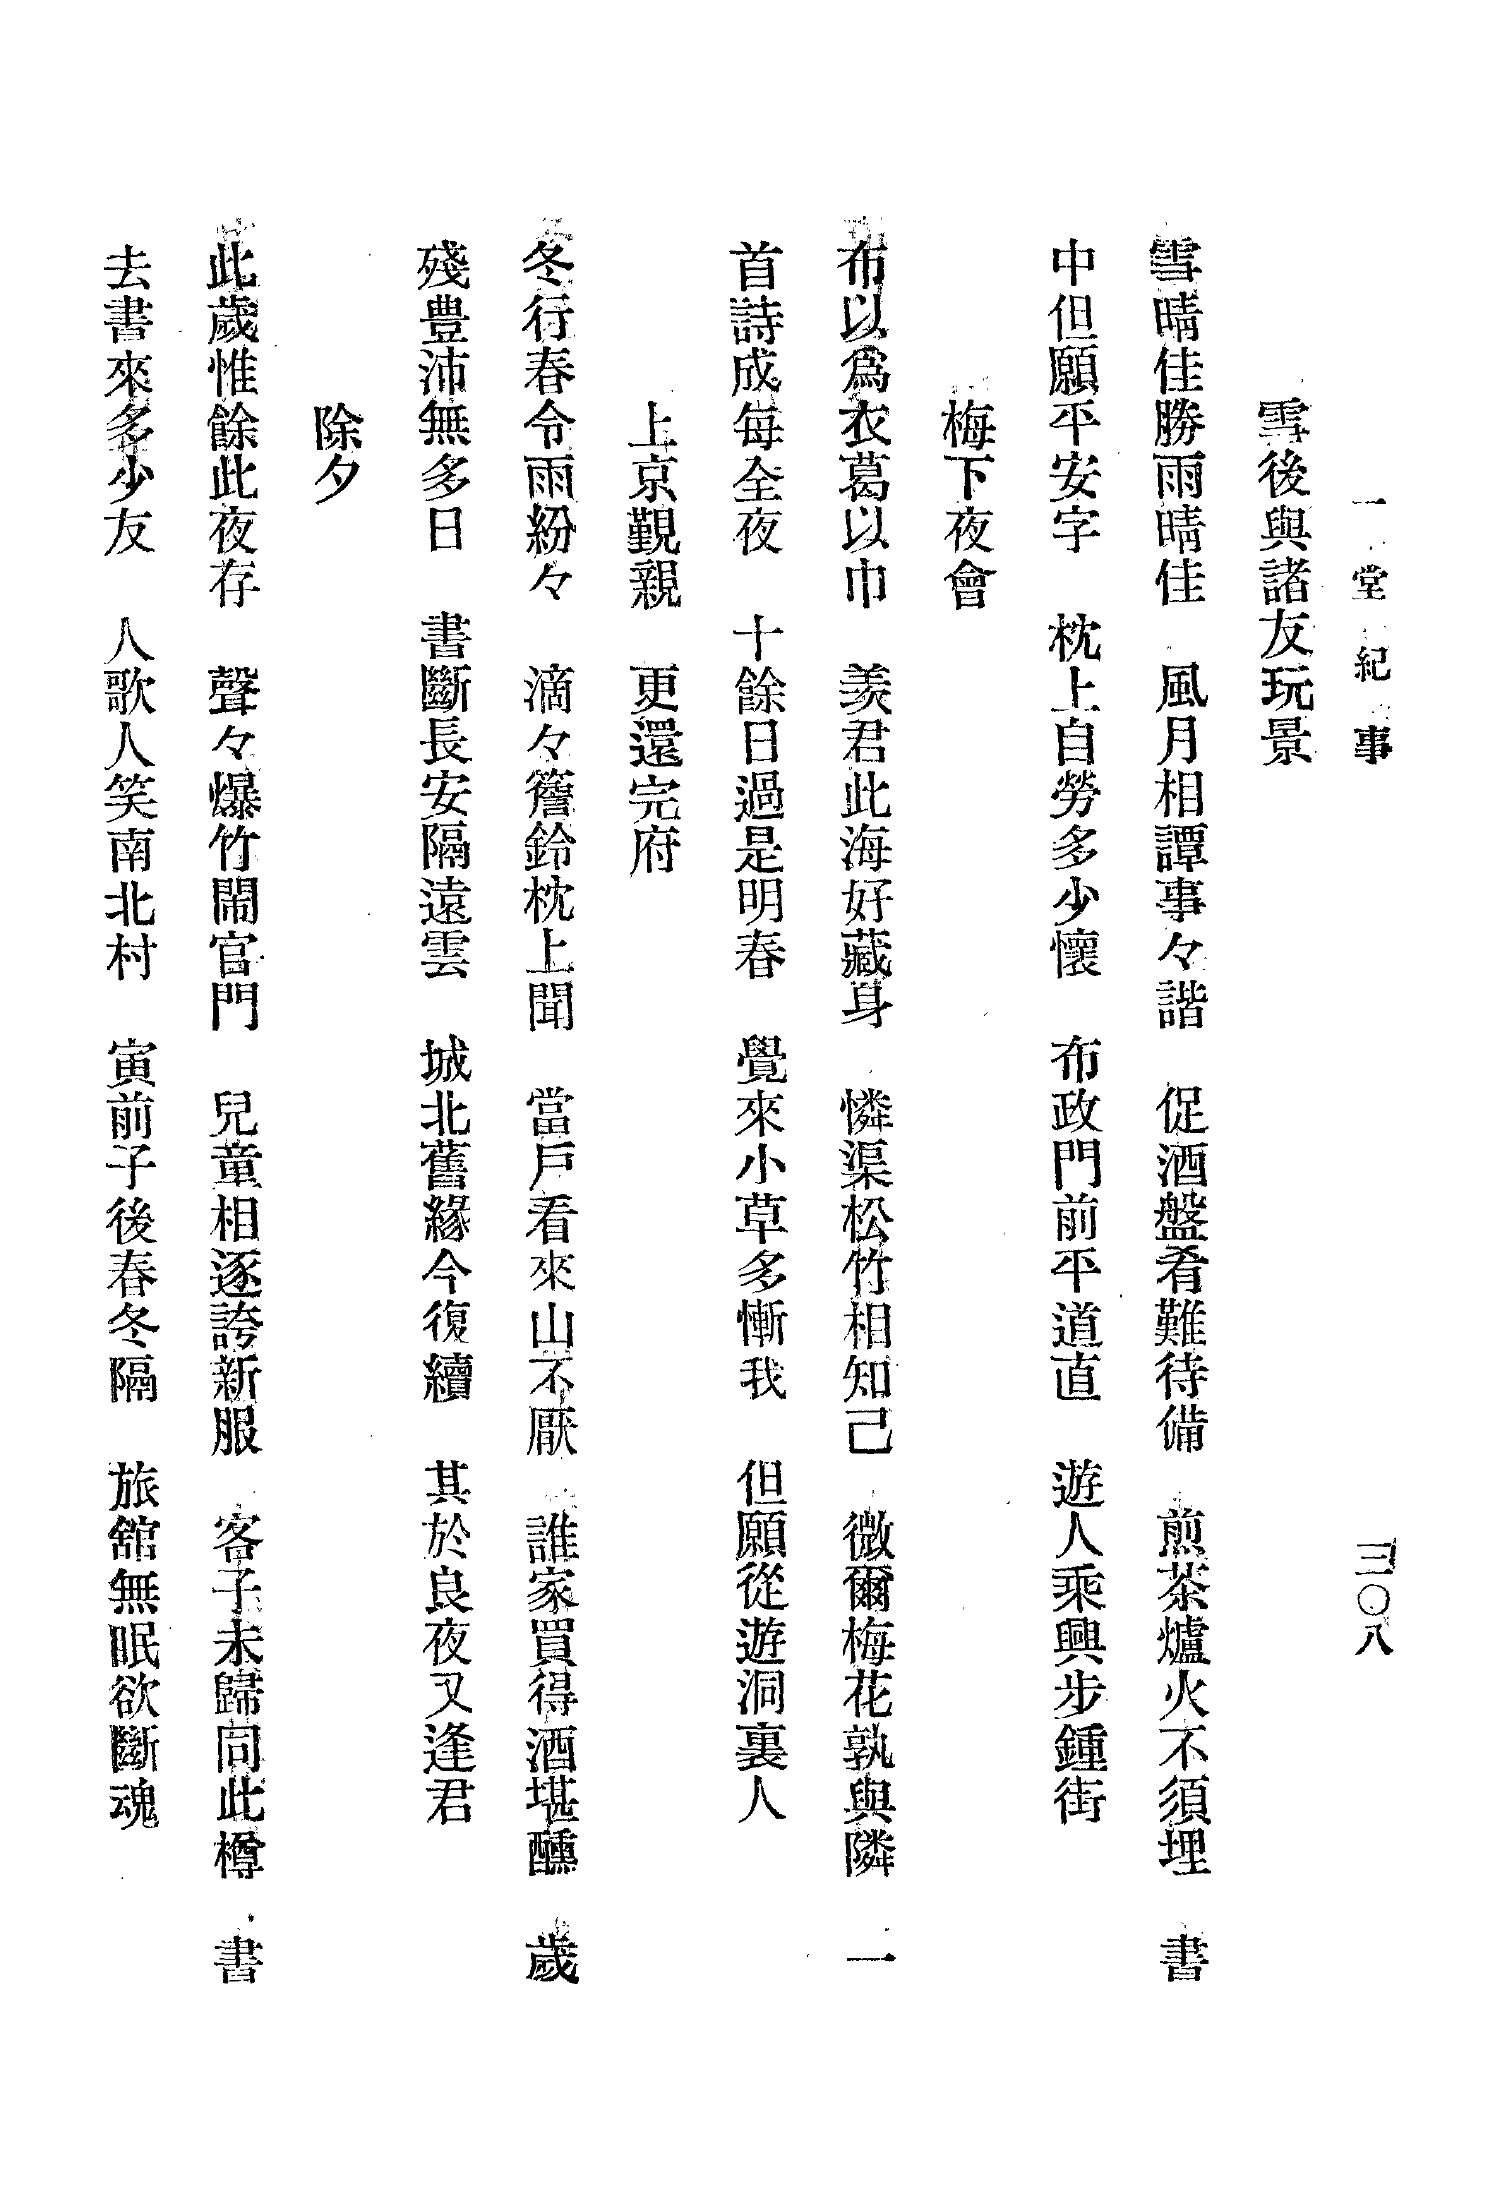 一堂紀事
三〇八
雪後與諸友玩景
雪晴佳勝雨晴佳　風月相譚事々諧　促酒盤肴難待備　煎茶爐火不須埋　書
中但願平安字　枕上自勞多少懷　布政門前平道直　遊人乘興步鍾街
梅下夜會
布以爲衣葛以巾　羨君此海好藏身　憐渠松竹相知己　微爾梅花孰與隣　一
首詩成每全夜　十餘日過是明春　覺來小草多慚我　但願從遊洞裏人
上京觀親　更還完府
冬行春令雨紛々　滴々簷鈴枕上聞　當戶看來山不厭　誰家買得酒堪醺　歲
殘豊沛無多日　書斷長安隔遠雲　城北舊緣今復續　其於良夜又逢君
除夕
此歲惟餘此夜存　聲々爆竹鬧官門　兒童相逐誇新服　客子未歸同此樽　書
去書來多少友　人歌人笑南北村　寅前子後春冬隔　旅舘無眠欲斷魂